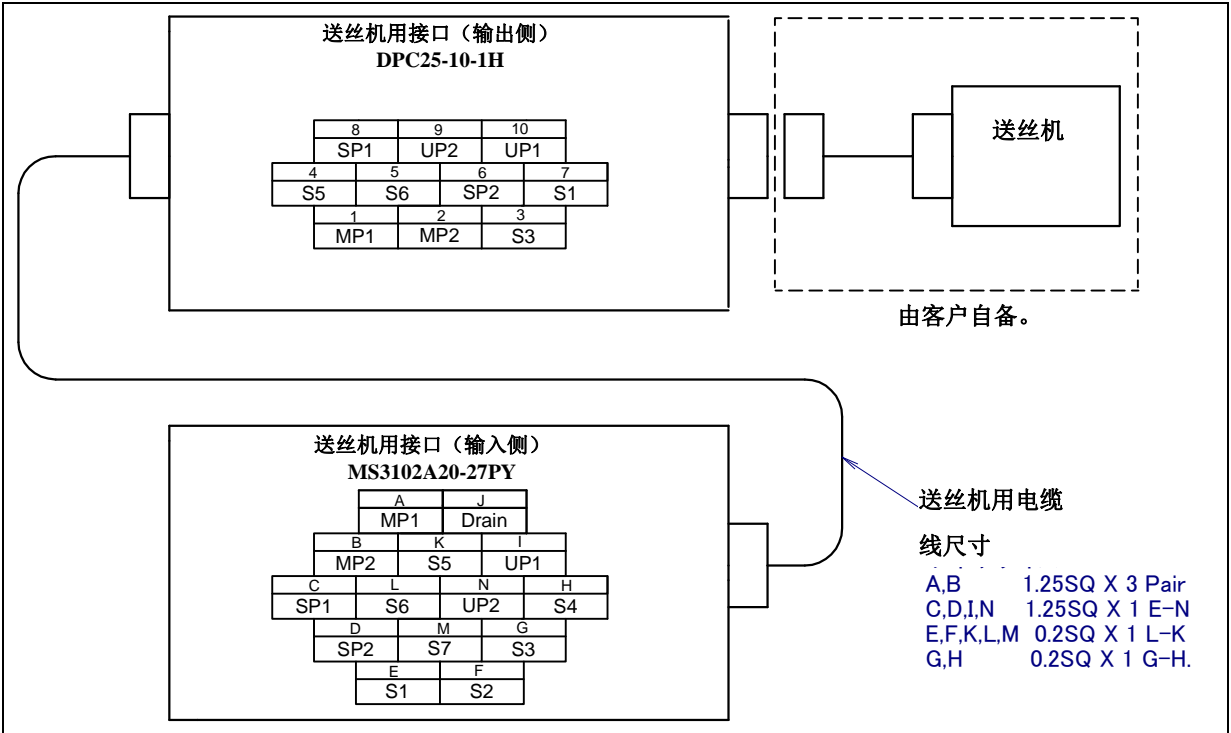 送丝机用接口（输出侧）
DPC25-10-1H
8 9 10
SP1 UP2 UP1
4 5 6 7
S5 S6 SP2 S1
1 2 3
MP1 MP2 S3
送丝机
由客户自备。
送丝机用接口（输入侧）
MS3102A20-27PY
A J
MP1 Drain
B K I
MP2 S5 UP1
C L N H
SP1 S6 UP2 S4
D M G
SP2 S7 S3
E F
S1 S2
送丝机用电缆
线尺寸
A,B 1.25SQ X 3 Pair
C,D,I,N 1.25SQ X 1 E-N
E,F,K,L,M 0.2SQ X 1 L-K
G,H 0.2SQ X 1 G-H.